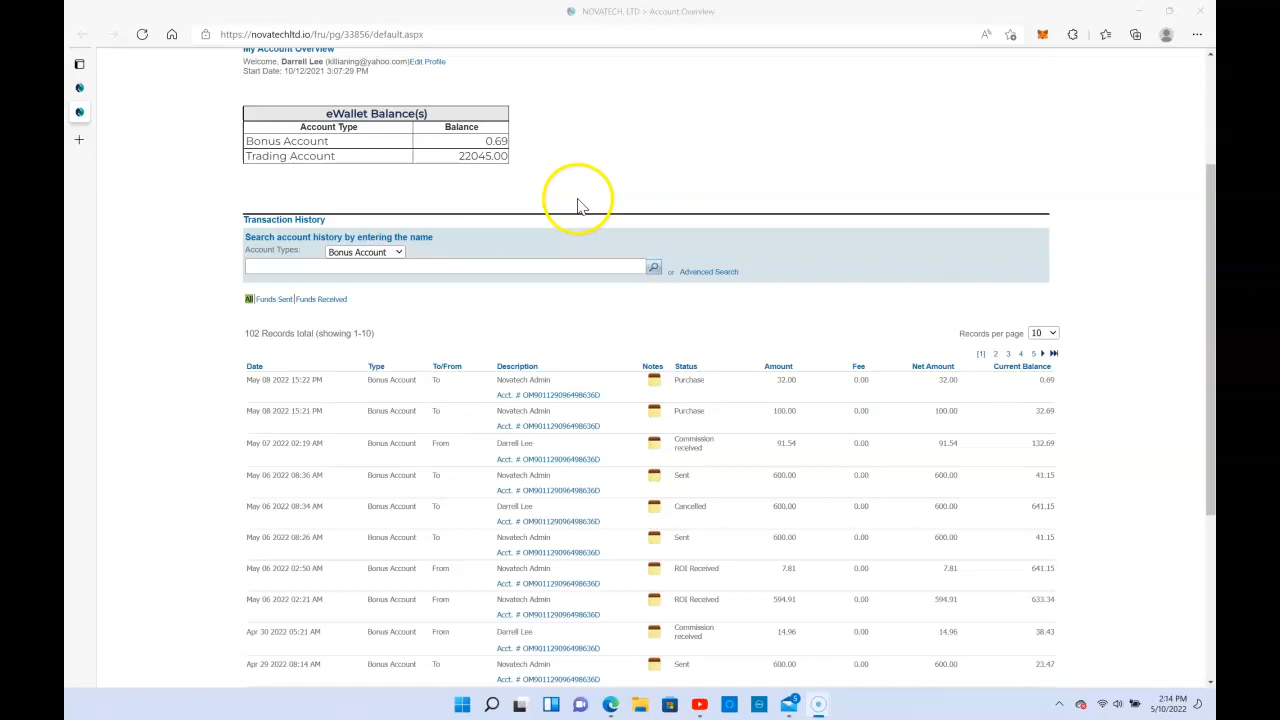 NOVATECH, LTD > Account Overview
https://novatechltd.io/fru/pg/33856/default.aspx
My Account Overview
Welcome, Darrell Lee (killianing@yahoo.com)Edit Profile
Start Date: 10/12/2021 3:07:29 PM
eWallet Balance(s)
Account Type Balance
Bonus Account 0.69
Trading Account 22045.00
Transaction History
Search account history by entering the name
Account Types: Bonus Account
or Advanced Search
All Funds Sent Funds Received
102 Records total (showing 1-10) Records per page 10
[1] 2 3 4 5
Date Type To/From Description Notes Status Amount Fee Net Amount Current Balance
May 08 2022 15:22 PM Bonus Account To Novatech Admin Purchase 32.00 0.00 32.00 0.69
Acct. # OM901129096498636D
May 08 2022 15:21 PM Bonus Account To Novatech Admin Purchase 100.00 0.00 100.00 32.69
Acct. # OM901129096498636D
May 07 2022 02:19 AM Bonus Account From Darrell Lee Commission received 91.54 0.00 91.54 132.69
Acct. # OM901129096498636D
May 06 2022 08:36 AM Bonus Account To Novatech Admin Sent 600.00 0.00 600.00 41.15
Acct. # OM901129096498636D
May 06 2022 08:34 AM Bonus Account To Darrell Lee Cancelled 600.00 0.00 600.00 641.15
Acct. # OM901129096498636D
May 06 2022 08:26 AM Bonus Account To Novatech Admin Sent 600.00 0.00 600.00 41.15
Acct. # OM901129096498636D
May 06 2022 02:50 AM Bonus Account From Novatech Admin ROI Received 7.81 0.00 7.81 641.15
Acct. # OM901129096498636D
May 06 2022 02:21 AM Bonus Account From Novatech Admin ROI Received 594.91 0.00 594.91 633.34
Acct. # OM901129096498636D
Apr 30 2022 05:21 AM Bonus Account From Darrell Lee Commission received 14.96 0.00 14.96 38.43
Acct. # OM901129096498636D
Apr 29 2022 08:14 AM Bonus Account To Novatech Admin Sent 600.00 0.00 600.00 23.47
Acct. # OM901129096498636D
5
2:14 PM
5/10/2022